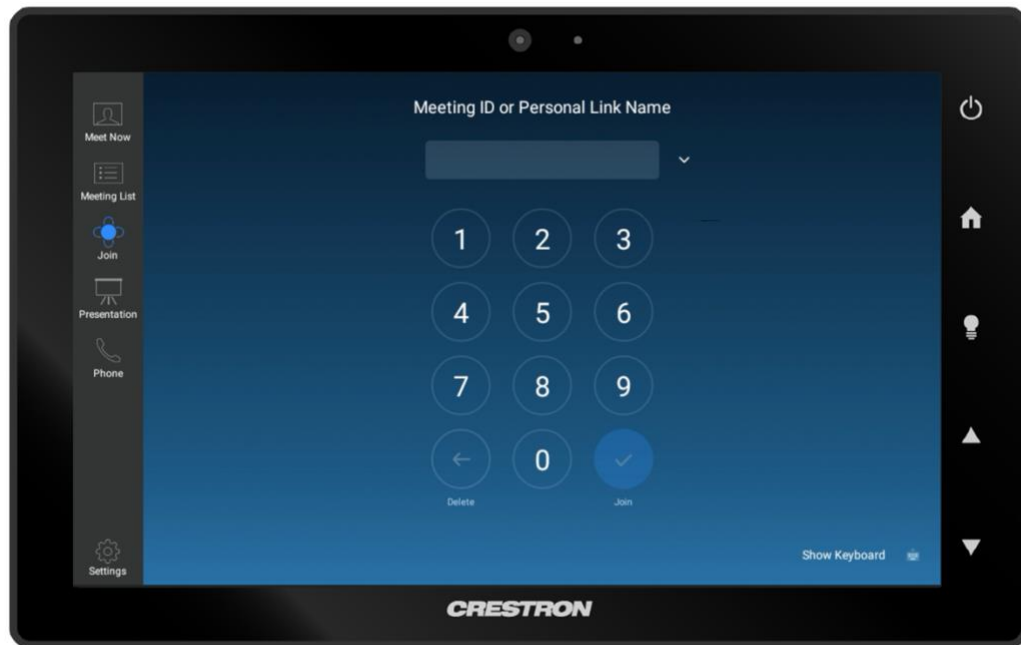 Meeting ID or Personal Link Name
Meet Now
Meeting List
Join
Presentation
Phone
Settings
1 2 3
4 5 6
7 8 9
0
Delete
Join
Show Keyboard
CRESTRON